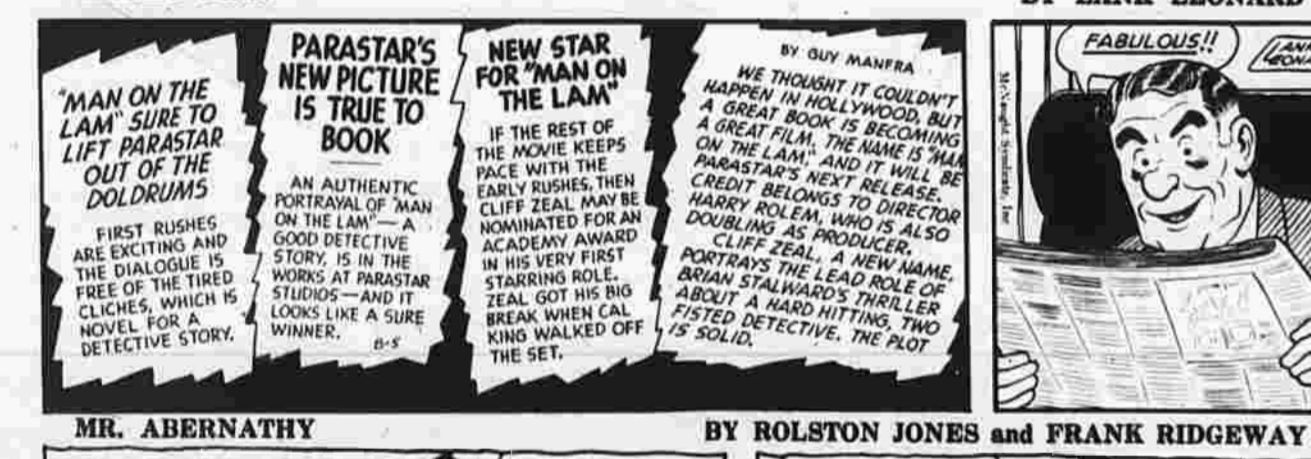 BY LANK LEONARD
"MAN ON THE
LAM" SURE TO
LIFT PARASTAR
OUT OF THE
DOLDRUMS
FIRST RUSHES
ARE EXCITING AND
THE DIALOGUE IS
FREE OF THE TIRED
CLICHES, WHICH IS
NOVEL FOR A
DETECTIVE STORY.
PARASTAR'S
NEW PICTURE
IS TRUE TO
BOOK
AN AUTHENTIC
PORTRAYAL OF "MAN
ON THE LAM"— A
GOOD DETECTIVE
STORY, IS IN THE
WORKS AT PARASTAR
STUDIOS—AND IT
LOOKS LIKE A SURE
WINNER.
8-5
NEW STAR
FOR "MAN ON
THE LAM"
IF THE REST OF
THE MOVIE KEEPS
PACE WITH THE
EARLY RUSHES, THEN
CLIFF ZEAL MAY BE
NOMINATED FOR AN
ACADEMY AWARD
IN HIS VERY FIRST
STARRING ROLE.
ZEAL GOT HIS BIG
BREAK WHEN CAL
KING WALKED OFF
THE SET.
BY GUY MANFRA
WE THOUGHT IT COULDN'T
HAPPEN IN HOLLYWOOD, BUT
A GREAT BOOK IS BECOMING
A GREAT FILM. THE NAME IS "MAN
ON THE LAM," AND IT WILL BE
PARASTAR'S NEXT RELEASE.
CREDIT BELONGS TO DIRECTOR
HARRY ROLEM, WHO IS ALSO
DOUBLING AS PRODUCER.
CLIFF ZEAL, A NEW NAME,
PORTRAYS THE LEAD ROLE OF
BRIAN STALWARD'S THRILLER
ABOUT A HARD HITTING, TWO
FISTED DETECTIVE. THE PLOT
IS SOLID.
McNaught Syndicate, Inc.
FABULOUS!!
MR. ABERNATHY
BY ROLSTON JONES and FRANK RIDGEWAY